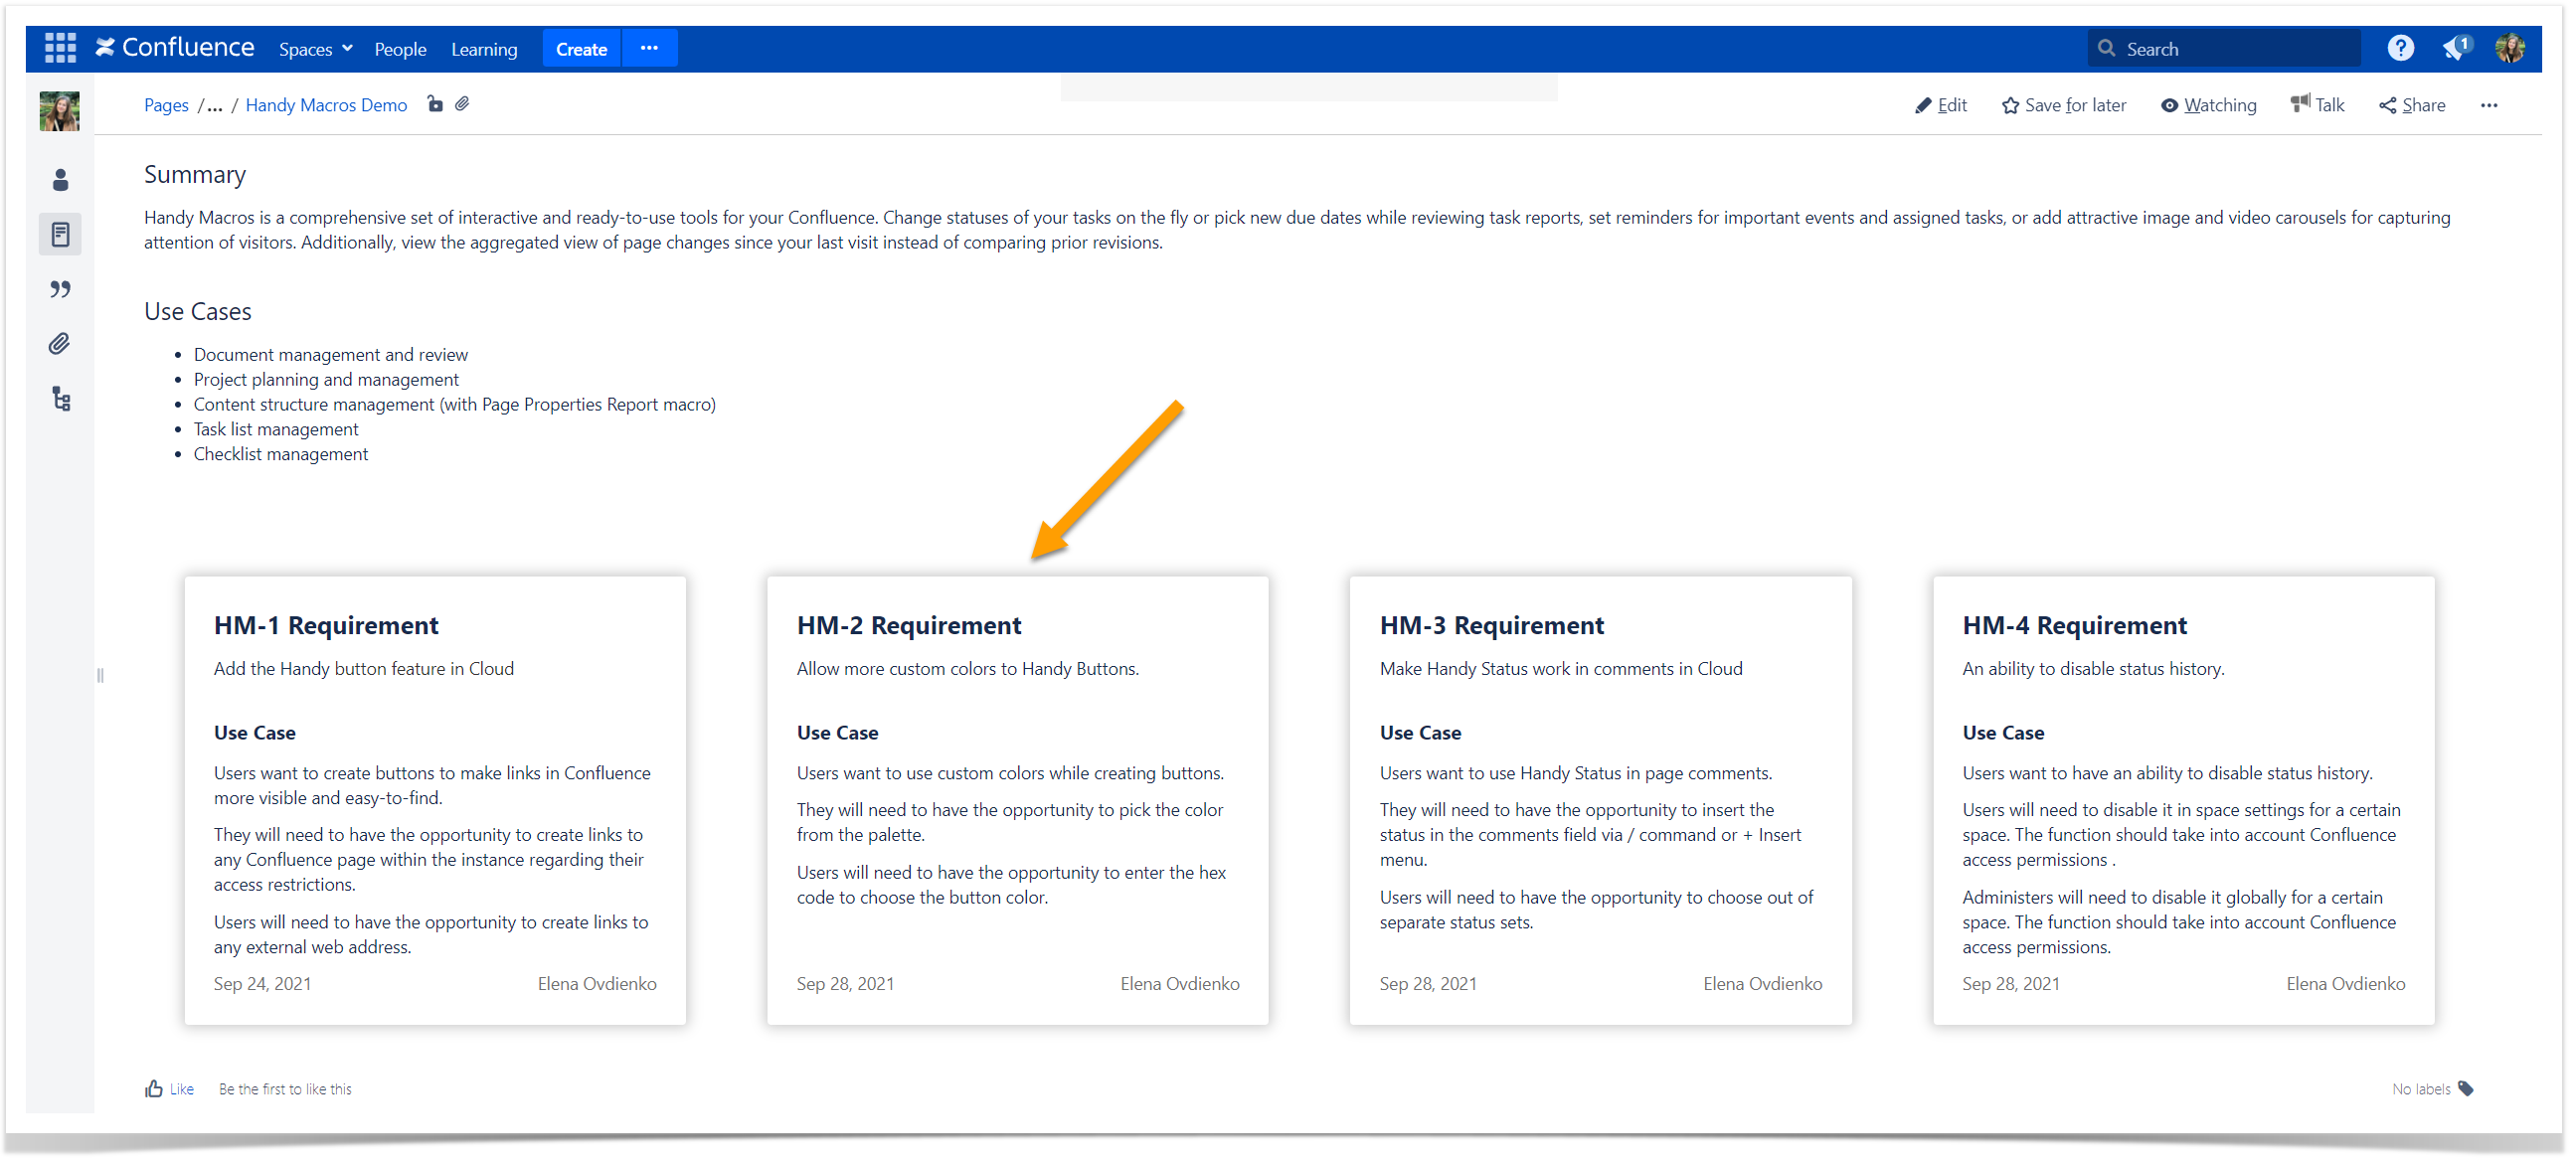 Confluence Spaces People Learning Create ••• Search ? 1
Pages /... / Handy Macros Demo Edit Save for later Watching Talk Share •••
Summary
Handy Macros is a comprehensive set of interactive and ready-to-use tools for your Confluence. Change statuses of your tasks on the fly or pick new due dates while reviewing task reports, set reminders for important events and assigned tasks, or add attractive image and video carousels for capturing
attention of visitors. Additionally, view the aggregated view of page changes since your last visit instead of comparing prior revisions.
Use Cases
• Document management and review
• Project planning and management
• Content structure management (with Page Properties Report macro)
• Task list management
• Checklist management
HM-1 Requirement
Add the Handy button feature in Cloud
Use Case
Users want to create buttons to make links in Confluence
more visible and easy-to-find.
They will need to have the opportunity to create links to
any Confluence page within the instance regarding their
access restrictions.
Users will need to have the opportunity to create links to
any external web address.
Sep 24, 2021 Elena Ovdienko
HM-2 Requirement
Allow more custom colors to Handy Buttons.
Use Case
Users want to use custom colors while creating buttons.
They will need to have the opportunity to pick the color
from the palette.
Users will need to have the opportunity to enter the hex
code to choose the button color.
Sep 28, 2021 Elena Ovdienko
HM-3 Requirement
Make Handy Status work in comments in Cloud
Use Case
Users want to use Handy Status in page comments.
They will need to have the opportunity to insert the
status in the comments field via / command or + Insert
menu.
Users will need to have the opportunity to choose out of
separate status sets.
Sep 28, 2021 Elena Ovdienko
HM-4 Requirement
An ability to disable status history.
Use Case
Users want to have an ability to disable status history.
Users will need to disable it in space settings for a certain
space. The function should take into account Confluence
access permissions .
Administers will need to disable it globally for a certain
space. The function should take into account Confluence
access permissions.
Sep 28, 2021 Elena Ovdienko
Like Be the first to like this No labels